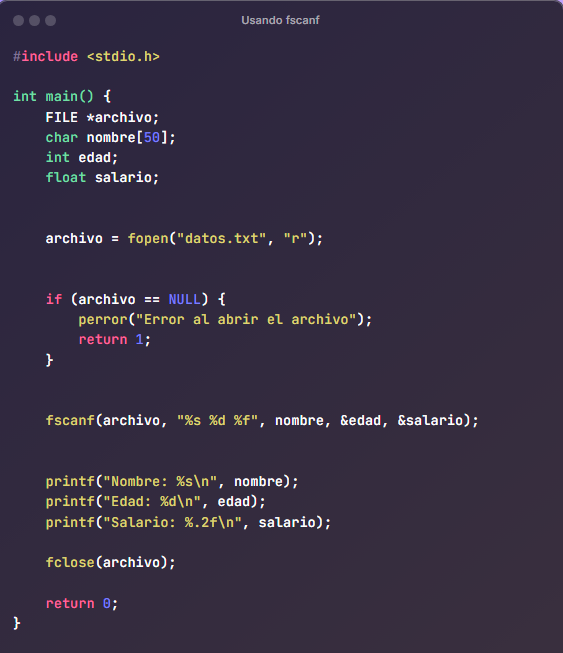 Usando fscanf
#include <stdio.h>
int main() {
    FILE *archivo;
    char nombre[50];
    int edad;
    float salario;
    archivo = fopen("datos.txt", "r");
    if (archivo == NULL) {
        perror("Error al abrir el archivo");
        return 1;
    }
    fscanf(archivo, "%s %d %f", nombre, &edad, &salario);
    printf("Nombre: %s\n", nombre);
    printf("Edad: %d\n", edad);
    printf("Salario: %.2f\n", salario);
    fclose(archivo);
    return 0;
}